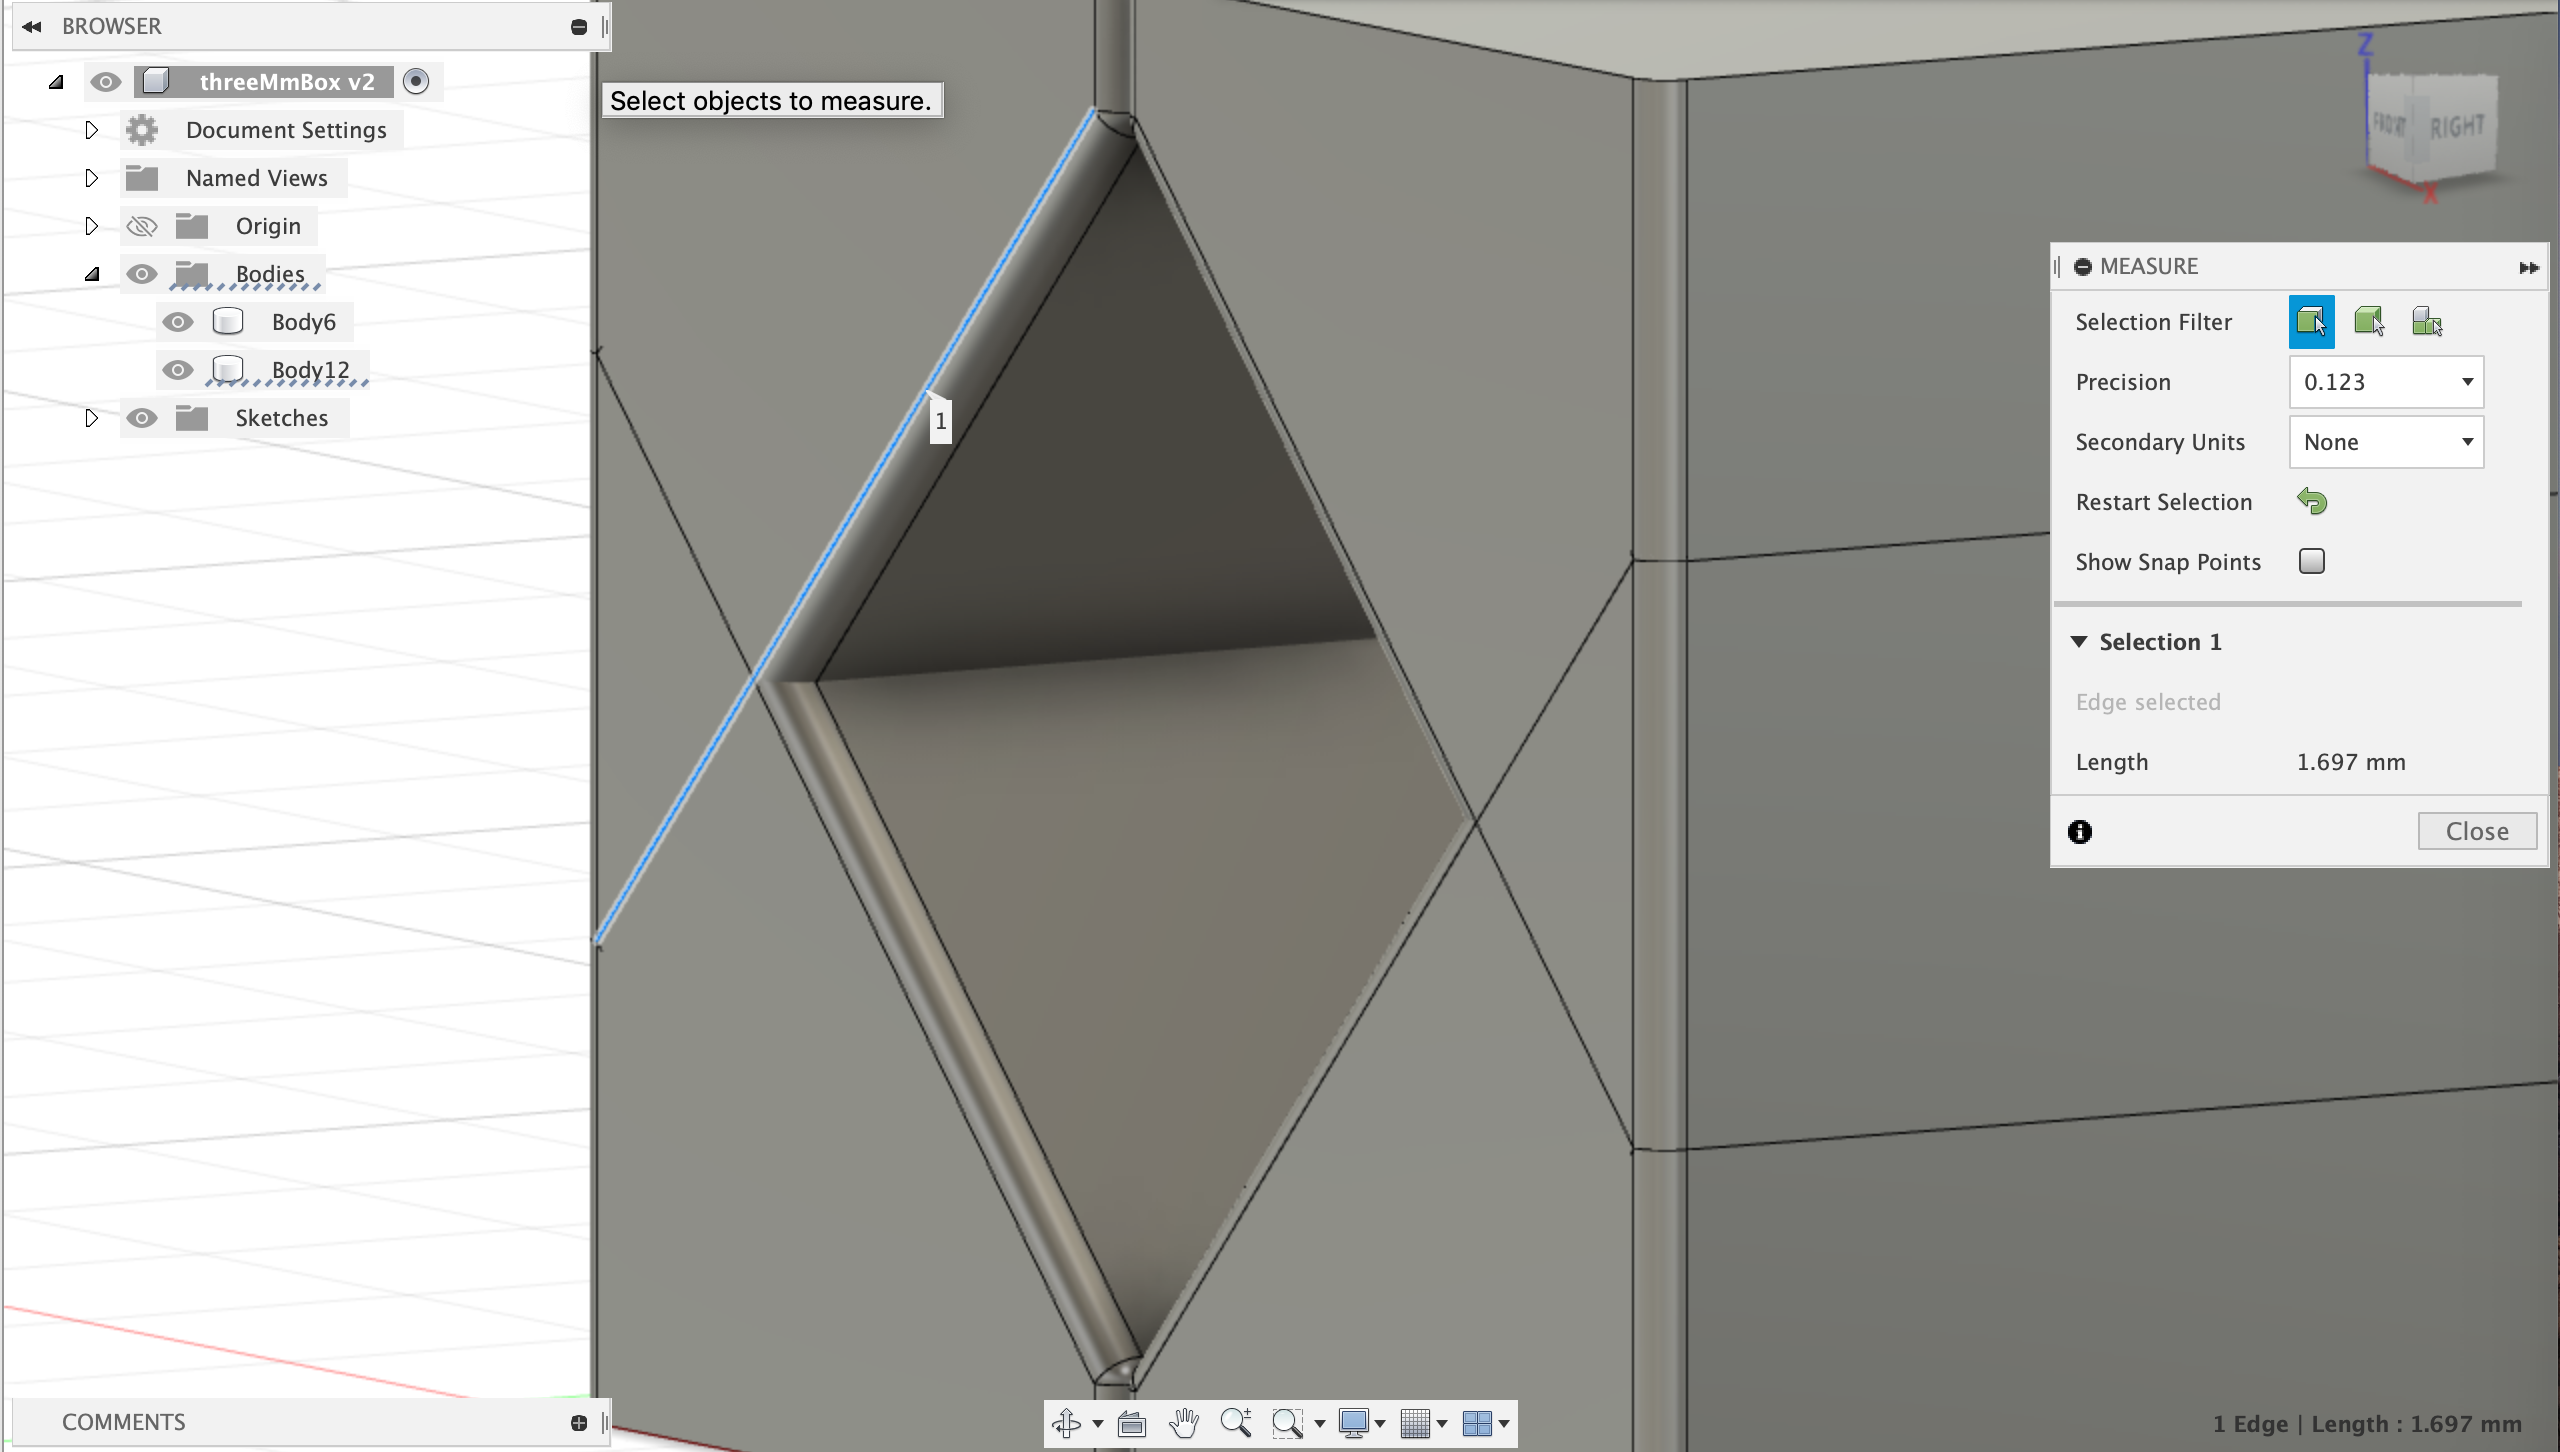 BROWSER
threeMmBox v2
Document Settings
Named Views
Origin
Bodies
Body6
Body12
Sketches
Select objects to measure.
1
Z
FRONT
RIGHT
X
MEASURE
Selection Filter
Precision
0.123
Secondary Units
None
Restart Selection
Show Snap Points
Selection 1
Edge selected
Length
1.697 mm
Close
COMMENTS
1 Edge | Length : 1.697 mm